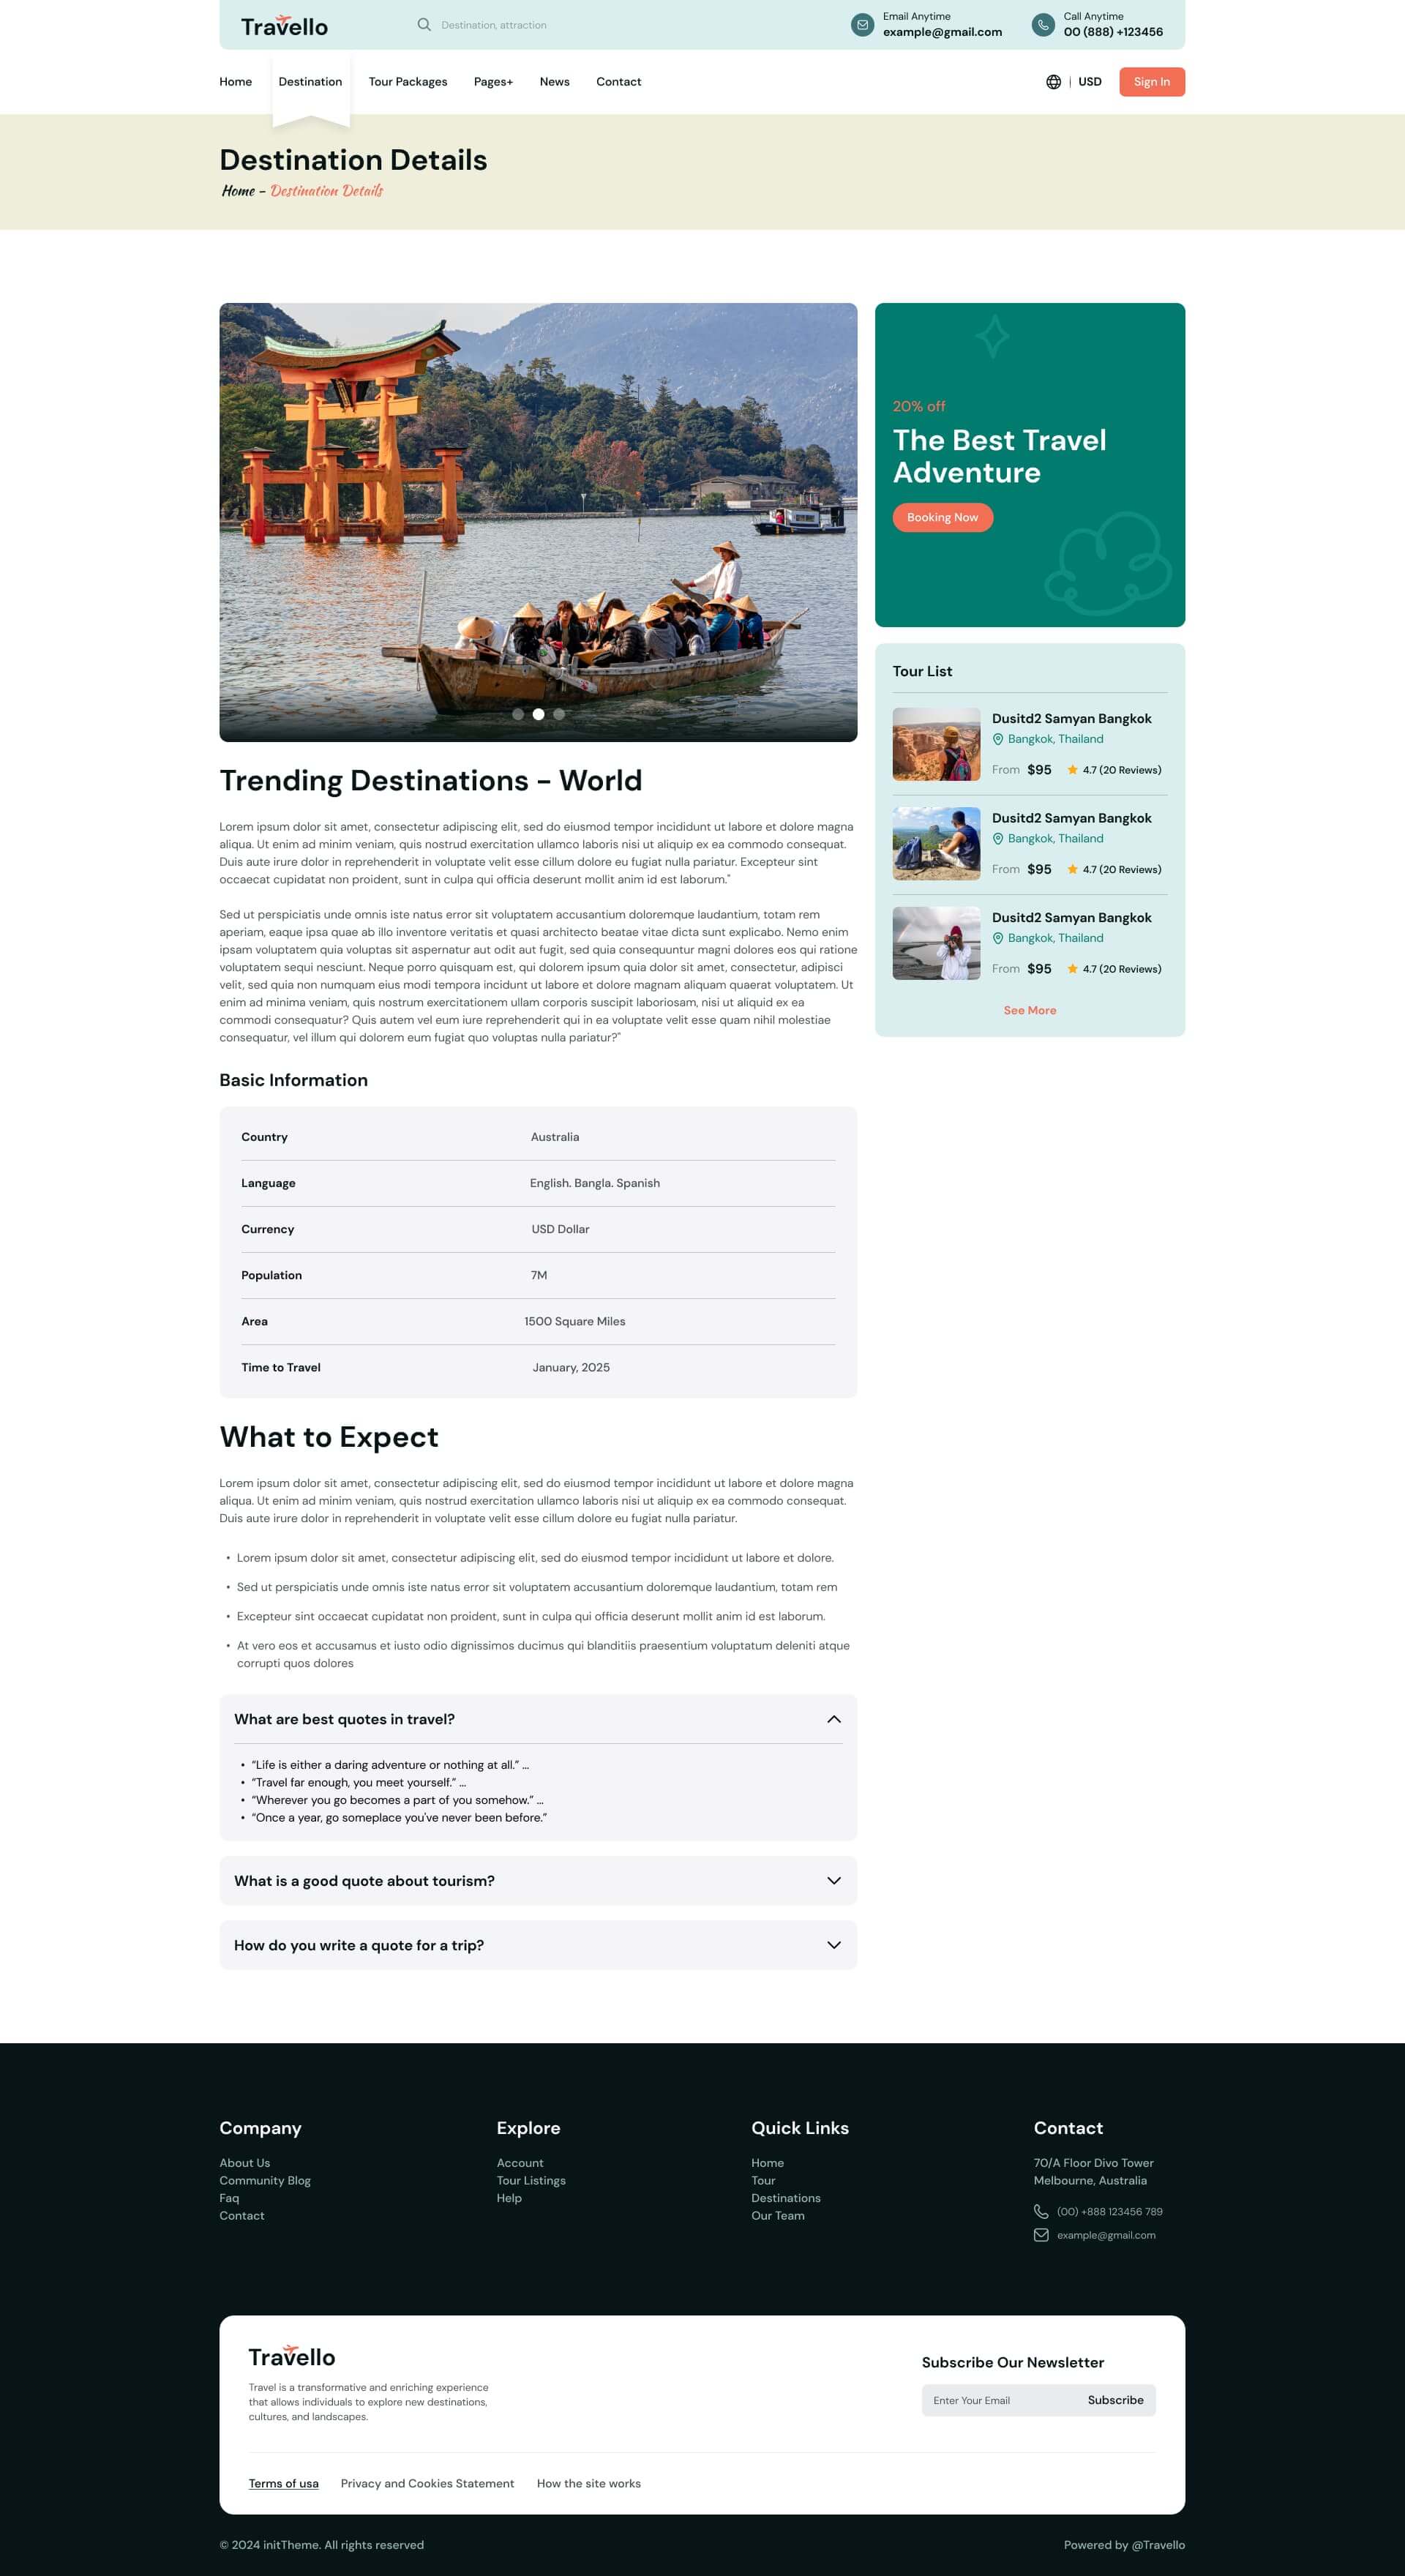 Travello
Destination, attraction
Email Anytime
example@gmail.com
Call Anytime
00 (888) +123456
Home
Destination
Tour Packages
Pages+
News
Contact
USD
Sign In
Destination Details
Home - Destination Details
20% off
The Best Travel
Adventure
Booking Now
Tour List
Dusitd2 Samyan Bangkok
Bangkok, Thailand
From $95 4.7 (20 Reviews)
Dusitd2 Samyan Bangkok
Bangkok, Thailand
From $95 4.7 (20 Reviews)
Dusitd2 Samyan Bangkok
Bangkok, Thailand
From $95 4.7 (20 Reviews)
See More
Trending Destinations - World
Lorem ipsum dolor sit amet, consectetur adipiscing elit, sed do eiusmod tempor incididunt ut labore et dolore magna
aliqua. Ut enim ad minim veniam, quis nostrud exercitation ullamco laboris nisi ut aliquip ex ea commodo consequat.
Duis aute irure dolor in reprehenderit in voluptate velit esse cillum dolore eu fugiat nulla pariatur. Excepteur sint
occaecat cupidatat non proident, sunt in culpa qui officia deserunt mollit anim id est laborum."
Sed ut perspiciatis unde omnis iste natus error sit voluptatem accusantium doloremque laudantium, totam rem
aperiam, eaque ipsa quae ab illo inventore veritatis et quasi architecto beatae vitae dicta sunt explicabo. Nemo enim
ipsam voluptatem quia voluptas sit aspernatur aut odit aut fugit, sed quia consequuntur magni dolores eos qui ratione
voluptatem sequi nesciunt. Neque porro quisquam est, qui dolorem ipsum quia dolor sit amet, consectetur, adipisci
velit, sed quia non numquam eius modi tempora incidunt ut labore et dolore magnam aliquam quaerat voluptatem. Ut
enim ad minima veniam, quis nostrum exercitationem ullam corporis suscipit laboriosam, nisi ut aliquid ex ea
commodi consequatur? Quis autem vel eum iure reprehenderit qui in ea voluptate velit esse quam nihil molestiae
consequatur, vel illum qui dolorem eum fugiat quo voluptas nulla pariatur?"
Basic Information
Country Australia
Language English. Bangla. Spanish
Currency USD Dollar
Population 7M
Area 1500 Square Miles
Time to Travel January, 2025
What to Expect
Lorem ipsum dolor sit amet, consectetur adipiscing elit, sed do eiusmod tempor incididunt ut labore et dolore magna
aliqua. Ut enim ad minim veniam, quis nostrud exercitation ullamco laboris nisi ut aliquip ex ea commodo consequat.
Duis aute irure dolor in reprehenderit in voluptate velit esse cillum dolore eu fugiat nulla pariatur.
• Lorem ipsum dolor sit amet, consectetur adipiscing elit, sed do eiusmod tempor incididunt ut labore et dolore.
• Sed ut perspiciatis unde omnis iste natus error sit voluptatem accusantium doloremque laudantium, totam rem
• Excepteur sint occaecat cupidatat non proident, sunt in culpa qui officia deserunt mollit anim id est laborum.
• At vero eos et accusamus et iusto odio dignissimos ducimus qui blanditiis praesentium voluptatum deleniti atque
corrupti quos dolores
What are best quotes in travel?
• “Life is either a daring adventure or nothing at all.” ...
• “Travel far enough, you meet yourself.” ...
• “Wherever you go becomes a part of you somehow.” ...
• “Once a year, go someplace you've never been before.”
What is a good quote about tourism?
How do you write a quote for a trip?
Company
About Us
Community Blog
Faq
Contact
Explore
Account
Tour Listings
Help
Quick Links
Home
Tour
Destinations
Our Team
Contact
70/A Floor Divo Tower
Melbourne, Australia
(00) +888 123456 789
example@gmail.com
Travello
Travel is a transformative and enriching experience
that allows individuals to explore new destinations,
cultures, and landscapes.
Subscribe Our Newsletter
Enter Your Email
Subscribe
Terms of usa
Privacy and Cookies Statement
How the site works
© 2024 initTheme. All rights reserved
Powered by @Travello